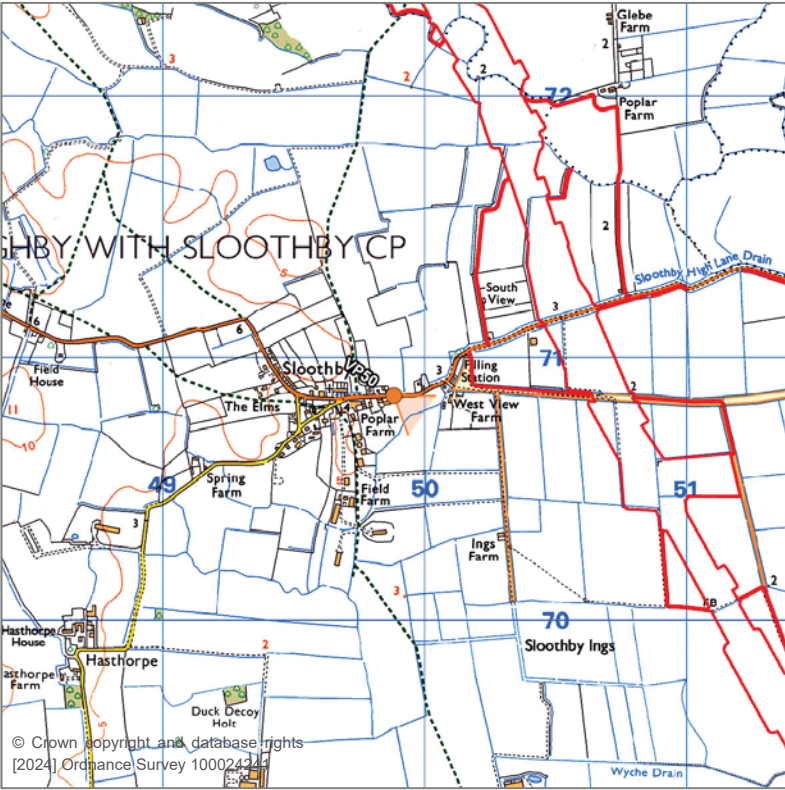 Glebe
Farm
2
3
2
2
72
Poplar
Farm
2
GHBY WITH SLOOTHBY CP
5
Sloothby High Lane Drain
South
View
3
6
6
Field
House
Sloothby
VP50
3
71
Filling
Station
2
The Elms
Poplar
Farm
West View
Farm
11
10
49
Spring
Farm
Field
Farm
50
51
3
Ings
Farm
3
2
FB
70
Hasthorpe
House
Sloothby Ings
Hasthorpe
2
asthorpe
Farm
5
Duck Decoy
Holt
© Crown copyright and database rights
[2024] Ordnance Survey 100024241
Wyche Drain